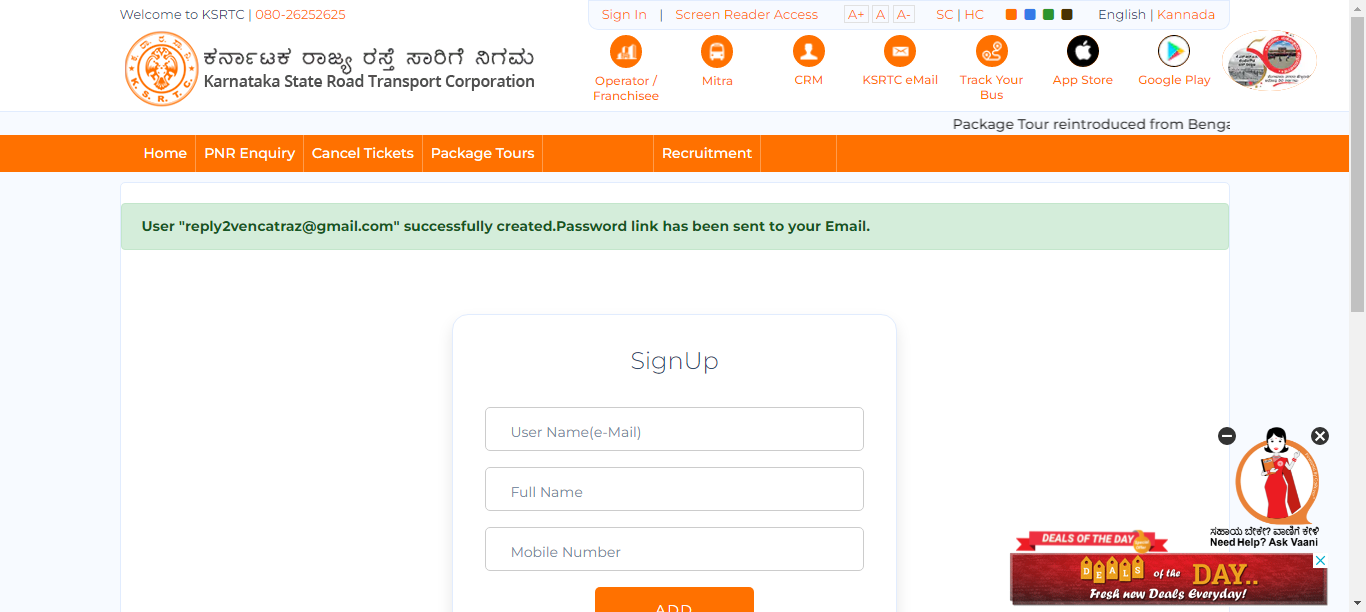 Welcome to KSRTC | 080-26252625
Sign In | Screen Reader Access A+ A A- SC | HC English | Kannada
ಕರ್ನಾಟಕ ರಾಜ್ಯ ರಸ್ತೆ ಸಾರಿಗೆ ನಿಗಮ
Karnataka State Road Transport Corporation
Operator / Franchisee
Mitra
CRM
KSRTC eMail
Track Your Bus
App Store
Google Play
Package Tour reintroduced from Benga
Home PNR Enquiry Cancel Tickets Package Tours Recruitment
User "reply2vencatraz@gmail.com" successfully created.Password link has been sent to your Email.
SignUp
User Name(e-Mail)
Full Name
Mobile Number
ADD
ಸಹಾಯ ಬೇಕೇ? ವಾಣಿಗೆ ಕೇಳಿ
Need Help? Ask Vaani
DEALS OF THE DAY
DEALS of the DAY..
Fresh new Deals Everyday!